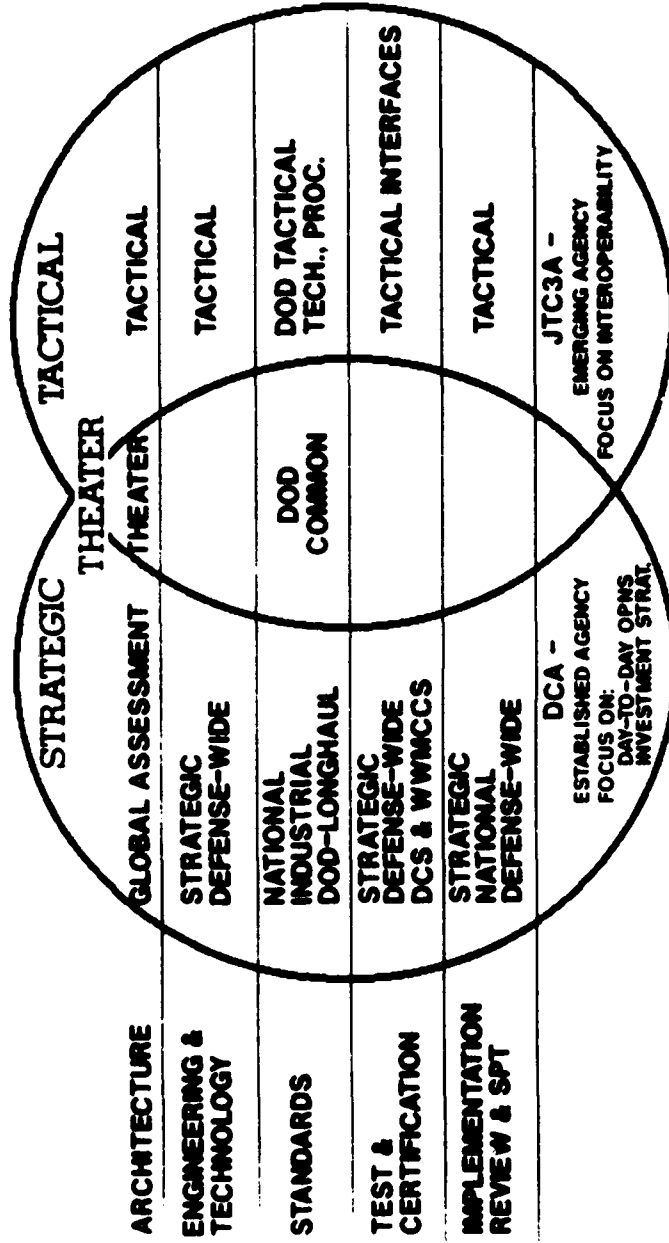 STRATEGIC
THEATER
TACTICAL
ARCHITECTURE
GLOBAL ASSESSMENT
THEATER
TACTICAL
ENGINEERING &
TECHNOLOGY
STRATEGIC
DEFENSE-WIDE
TACTICAL
STANDARDS
NATIONAL
INDUSTRIAL
DOD-LONGHAUL
DOD
COMMON
DOD TACTICAL
TECH., PROC.
TEST &
CERTIFICATION
STRATEGIC
DEFENSE-WIDE
DCS & WWMCCS
TACTICAL INTERFACES
IMPLEMENTATION
REVIEW & SPT
STRATEGIC
NATIONAL
DEFENSE-WIDE
TACTICAL
DCA -
ESTABLISHED AGENCY
FOCUS ON:
DAY-TO-DAY OPNS
INVESTMENT STRAT.
JTC3A -
EMERGING AGENCY
FOCUS ON INTEROPERABILITY